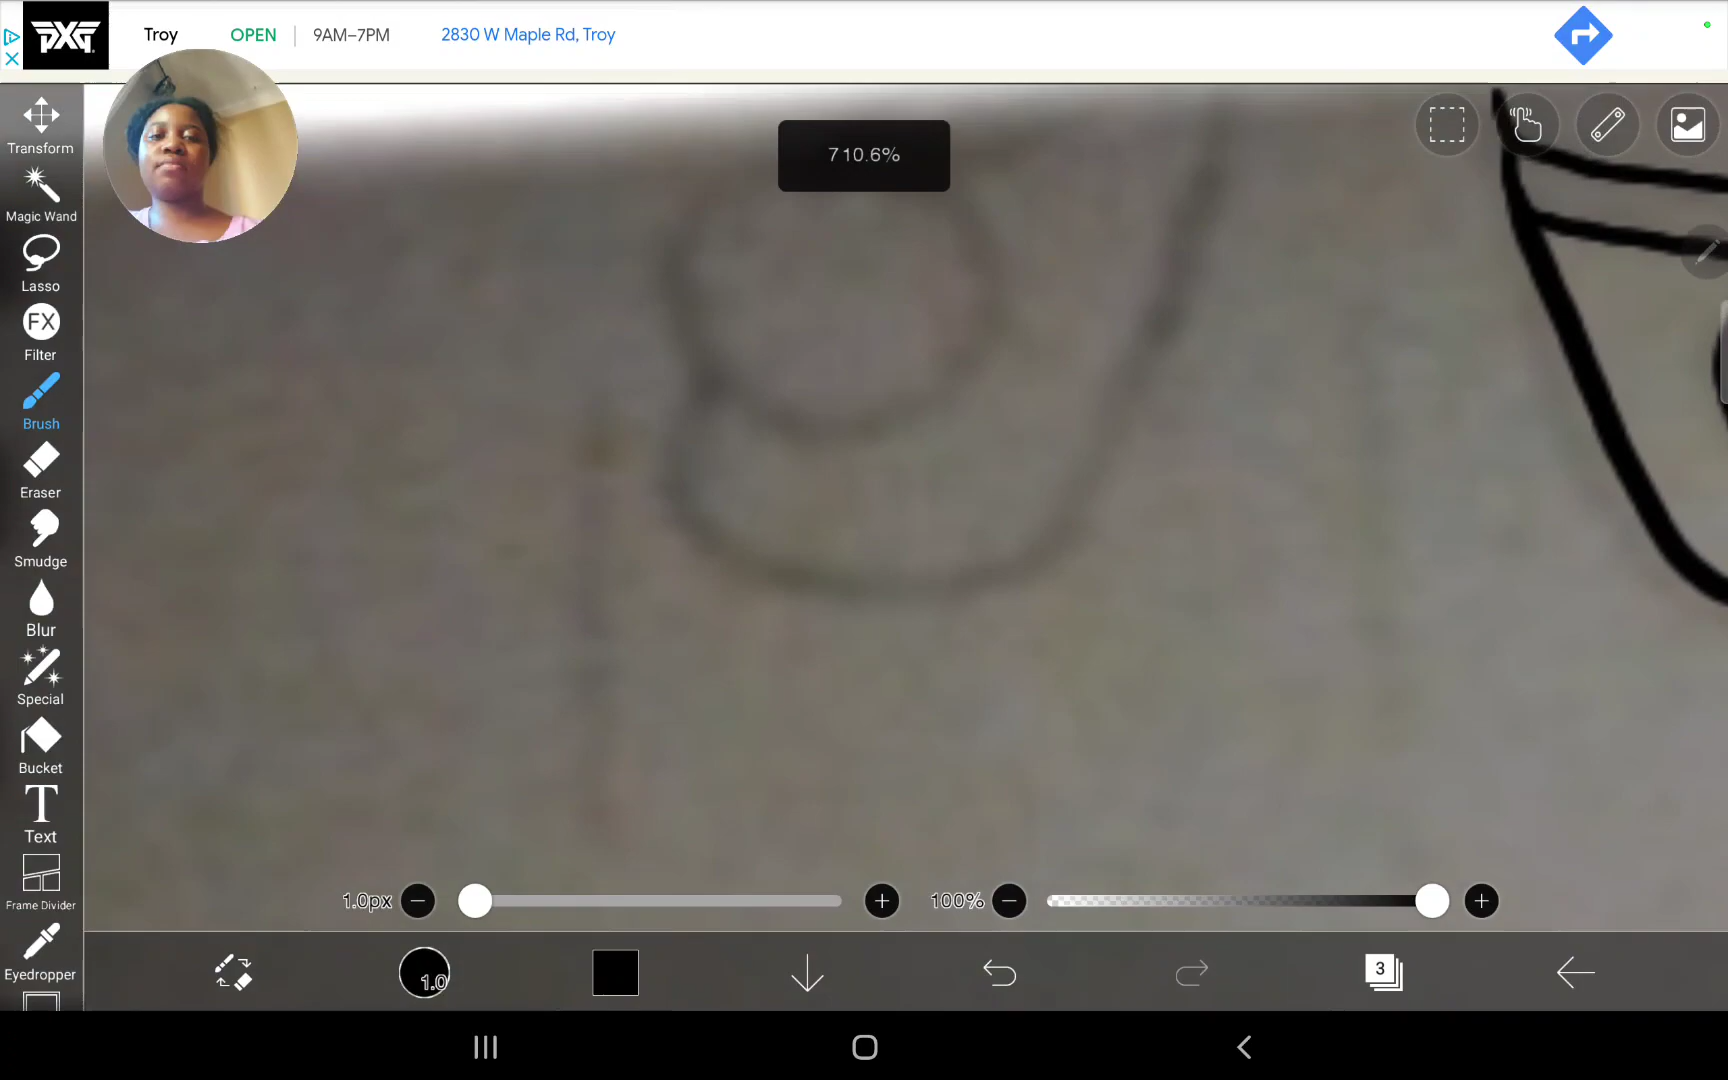 PXG
Troy
OPEN
9AM–7PM
2830 W Maple Rd, Troy
710.6%
Transform
Magic Wand
Lasso
FX
Filter
Brush
Eraser
Smudge
Blur
Special
Bucket
T
Text
Frame Divider
Eyedropper
1.0px
100%
1.0
3